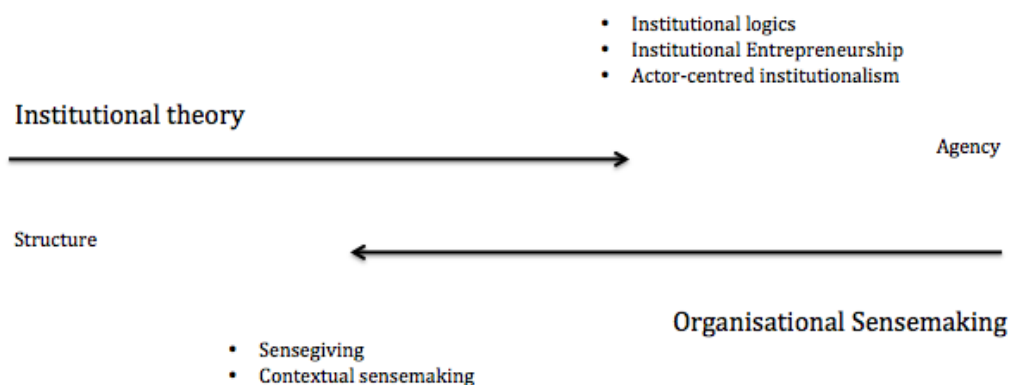 • Institutional logics
• Institutional Entrepreneurship
• Actor-centred institutionalism
Institutional theory
Agency
Structure
Organisational Sensemaking
• Sensegiving
• Contextual sensemaking